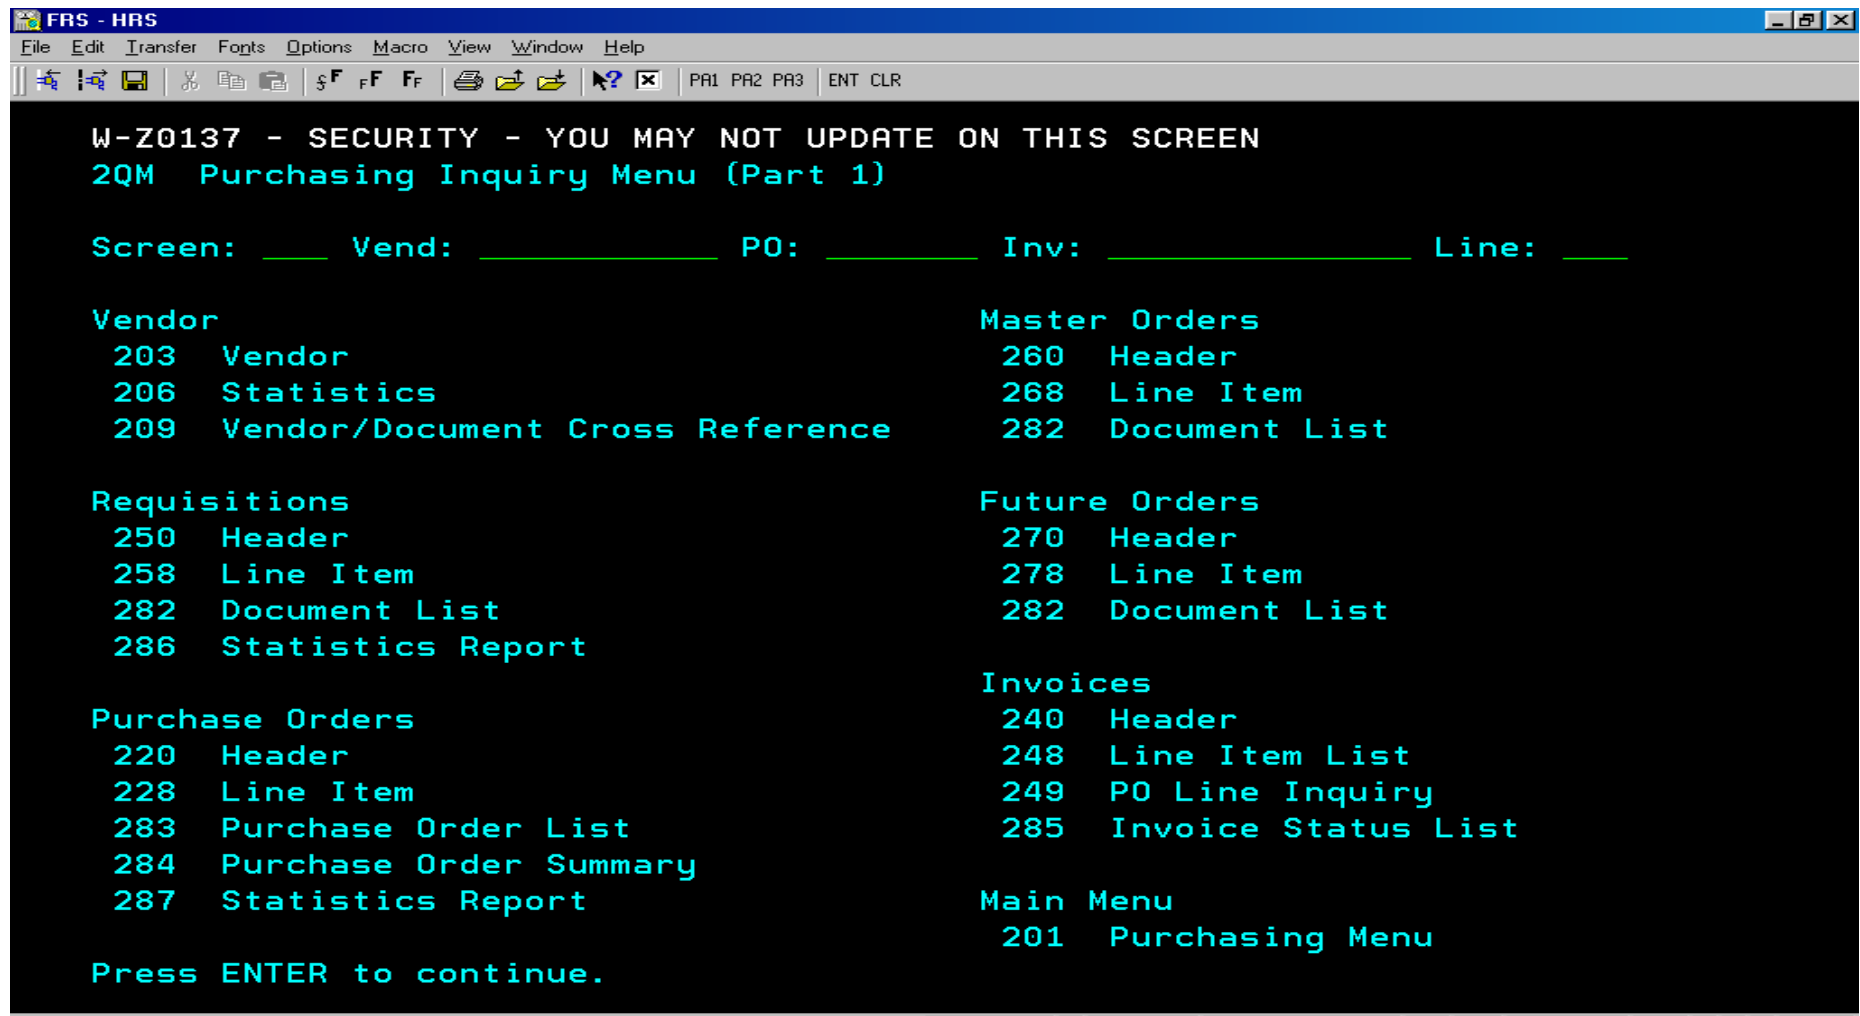 FRS - HRS
File Edit Transfer Fonts Options Macro View Window Help
PA1 PA2 PA3 ENT CLR
W-Z0137 - SECURITY - YOU MAY NOT UPDATE ON THIS SCREEN
2QM Purchasing Inquiry Menu (Part 1)
Screen: ___ Vend: ___________ PO: _______ Inv: ______________ Line: ___
Vendor
203 Vendor
206 Statistics
209 Vendor/Document Cross Reference
Requisitions
250 Header
258 Line Item
282 Document List
286 Statistics Report
Purchase Orders
220 Header
228 Line Item
283 Purchase Order List
284 Purchase Order Summary
287 Statistics Report
Master Orders
260 Header
268 Line Item
282 Document List
Future Orders
270 Header
278 Line Item
282 Document List
Invoices
240 Header
248 Line Item List
249 PO Line Inquiry
285 Invoice Status List
Main Menu
201 Purchasing Menu
Press ENTER to continue.